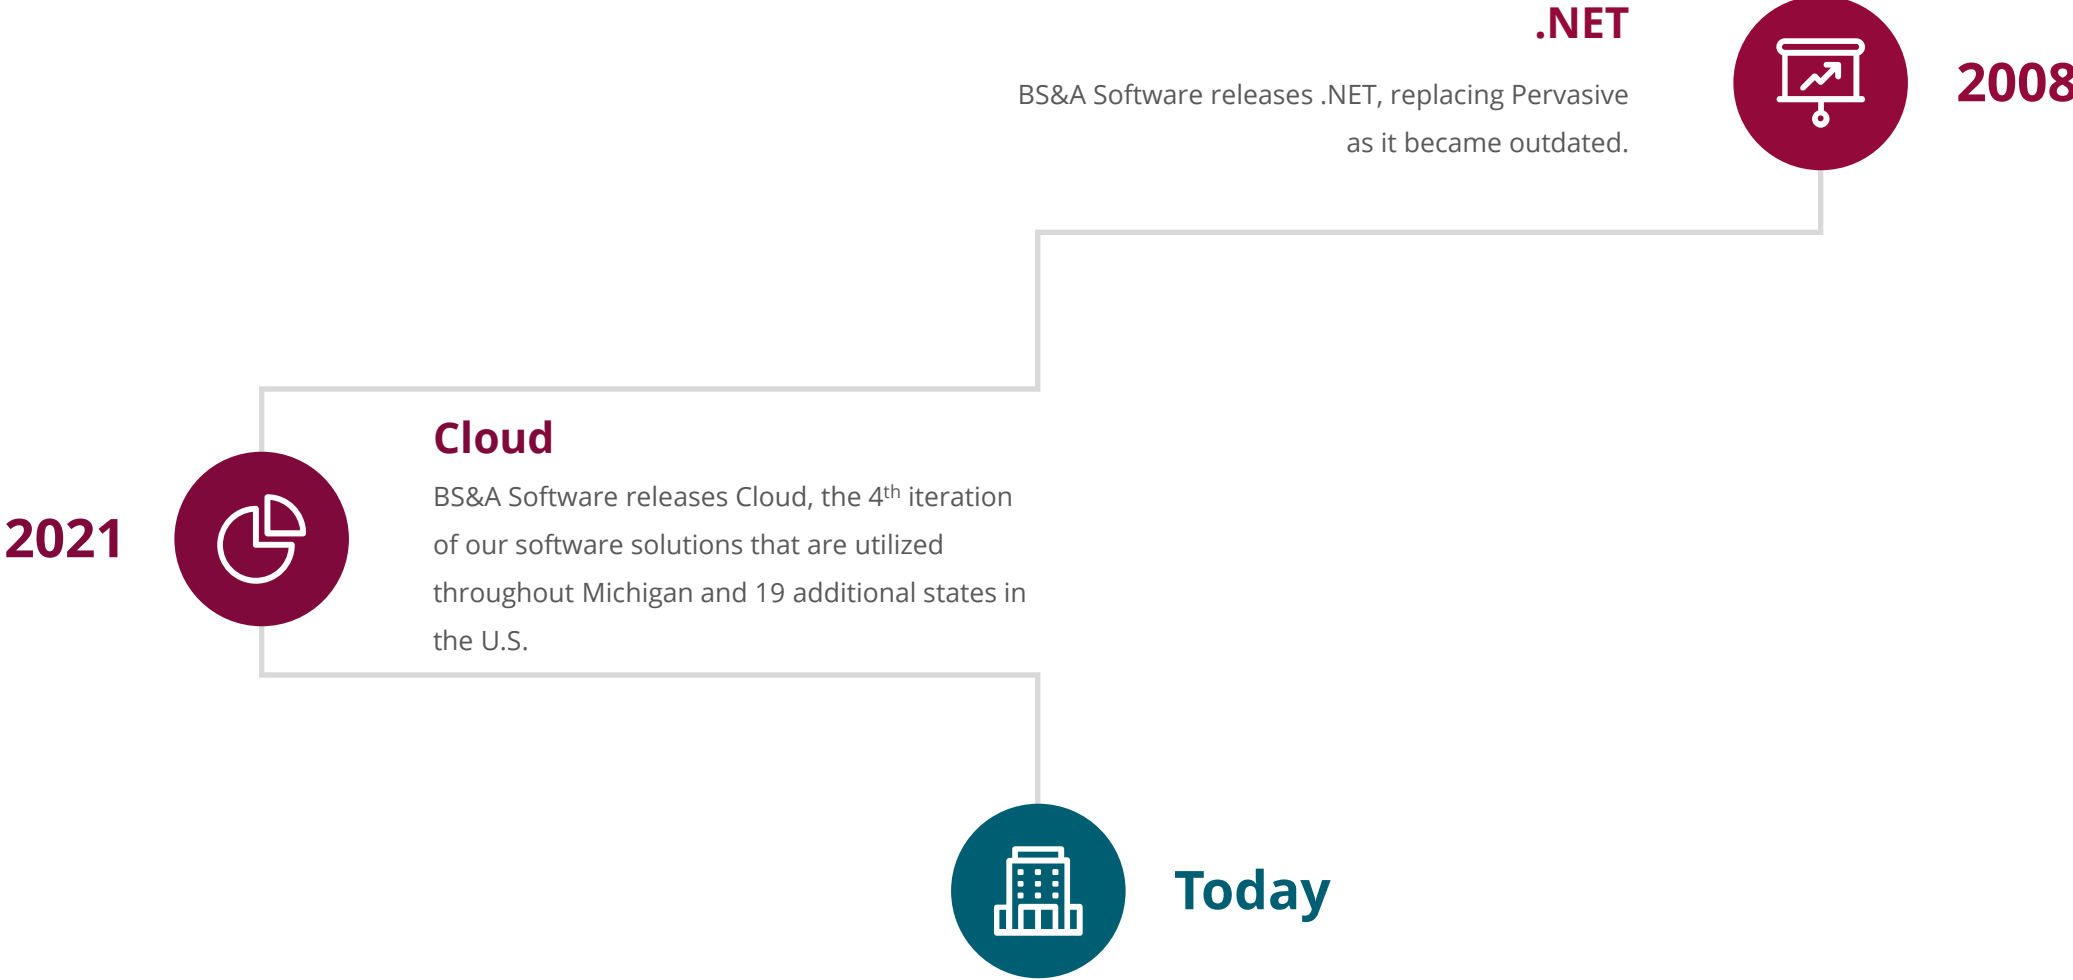 .NET
BS&A Software releases .NET, replacing Pervasive
as it became outdated.
2008
Cloud
BS&A Software releases Cloud, the 4th iteration
of our software solutions that are utilized
throughout Michigan and 19 additional states in
the U.S.
2021
Today